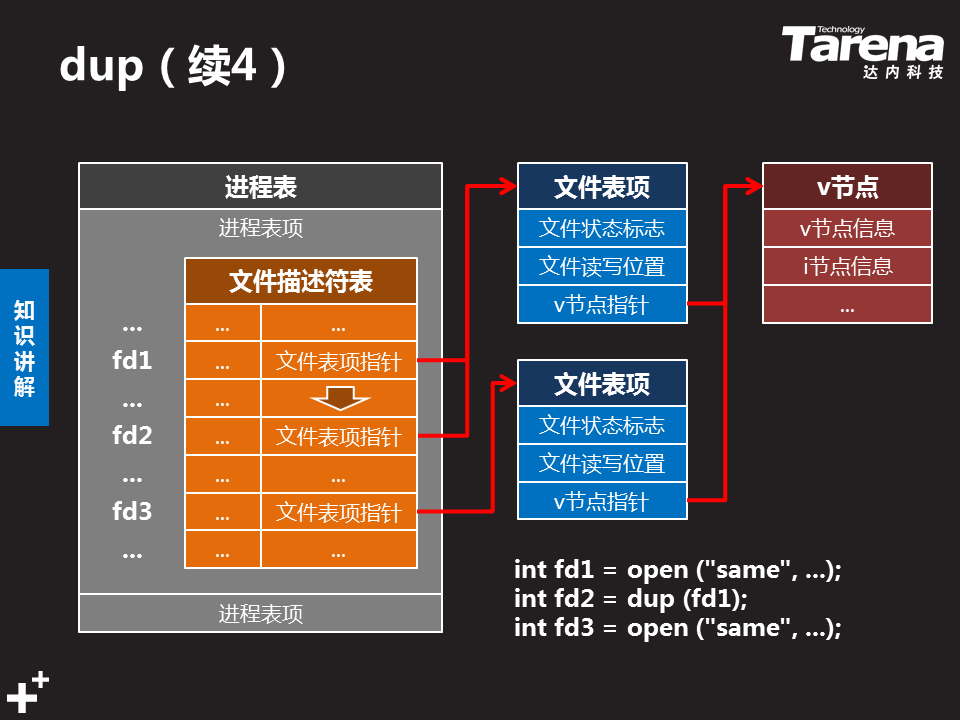 dup（续4）
Technology
Tarena
达内科技
知识讲解
进程表
进程表项
文件描述符表
... ... ...
fd1 ... 文件表项指针
... ...
fd2 ... 文件表项指针
... ... ...
fd3 ... 文件表项指针
... ... ...
进程表项
文件表项
文件状态标志
文件读写位置
v节点指针
文件表项
文件状态标志
文件读写位置
v节点指针
v节点
v节点信息
i节点信息
...
int fd1 = open ("same", ...);
int fd2 = dup (fd1);
int fd3 = open ("same", ...);